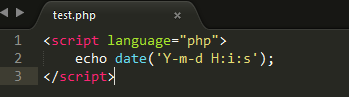 test.php
1 <script language="php">
2 echo date('Y-m-d H:i:s');
3 </script>